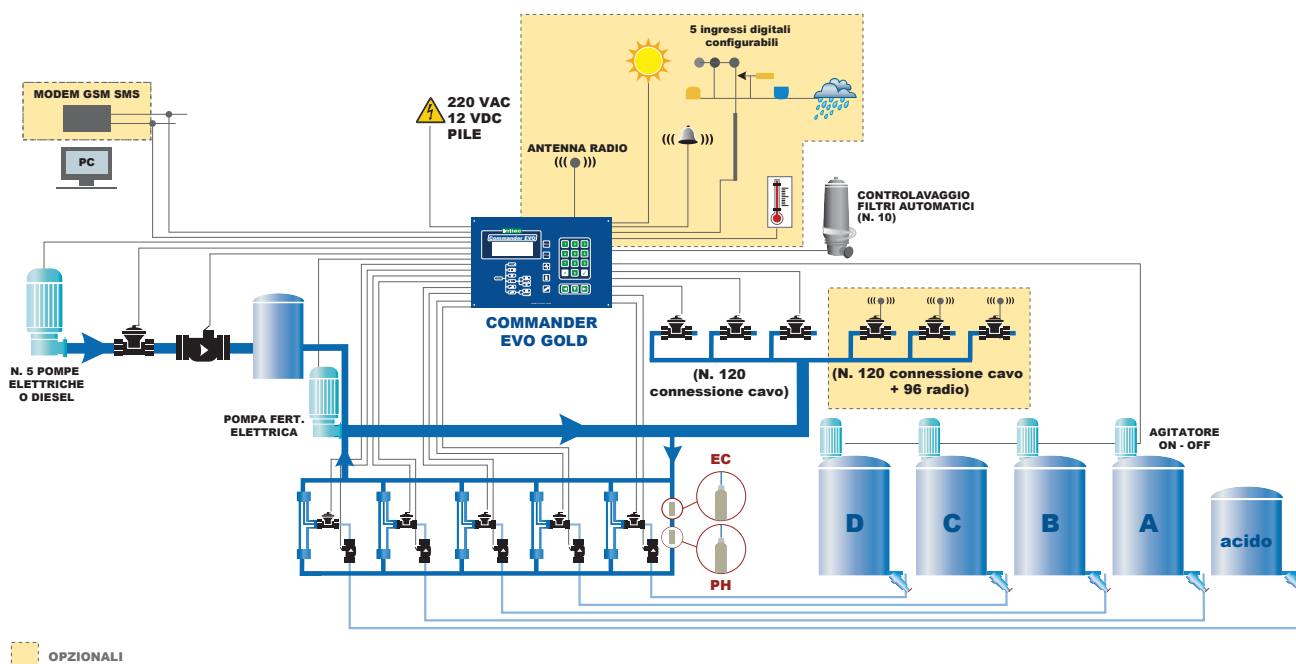 5 ingressi digitali
configurabili
MODEM GSM SMS
PC
220 VAC
12 VDC
PILE
ANTENNA RADIO
CONTROLAVAGGIO
FILTRI AUTOMATICI
(N. 10)
Commander EVO
COMMANDER
EVO GOLD
N. 5 POMPE
ELETTRICHE
O DIESEL
POMPA FERT.
ELETTRICA
(N. 120
connessione cavo)
(N. 120 connessione cavo
+ 96 radio)
AGITATORE
ON - OFF
EC
PH
D
C
B
A
acido
OPZIONALI